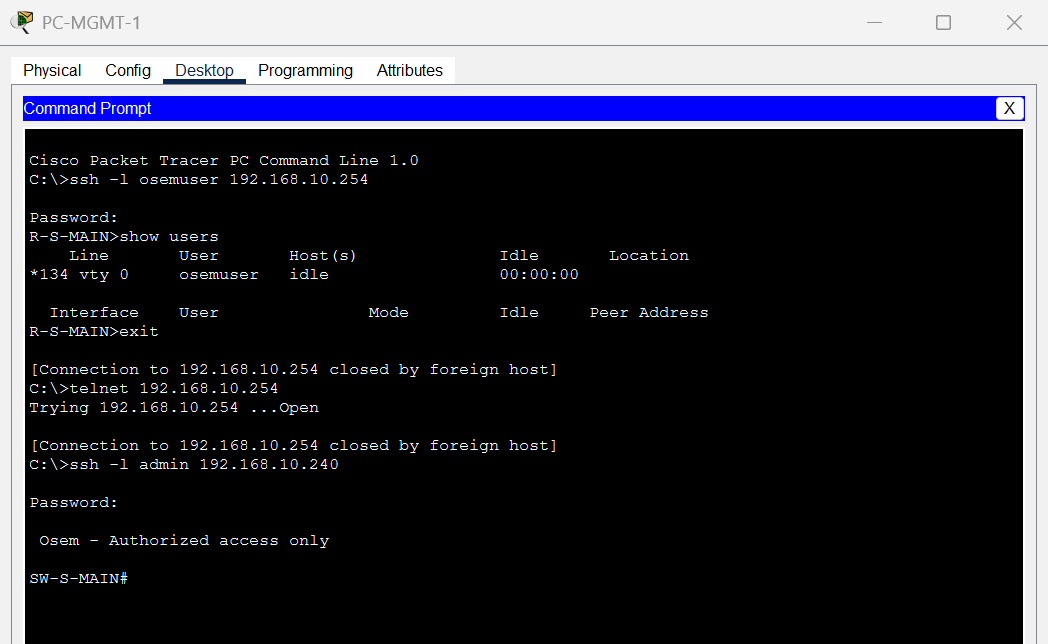 PC-MGMT-1
Physical Config Desktop Programming Attributes
Command Prompt
X
Cisco Packet Tracer PC Command Line 1.0
C:\>ssh -l osemuser 192.168.10.254
Password:
R-S-MAIN>show users
Line User Host(s) Idle Location
*134 vty 0 osemuser idle 00:00:00
Interface User Mode Idle Peer Address
R-S-MAIN>exit
[Connection to 192.168.10.254 closed by foreign host]
C:\>telnet 192.168.10.254
Trying 192.168.10.254 ...Open
[Connection to 192.168.10.254 closed by foreign host]
C:\>ssh -l admin 192.168.10.240
Password:
Osem - Authorized access only
SW-S-MAIN#